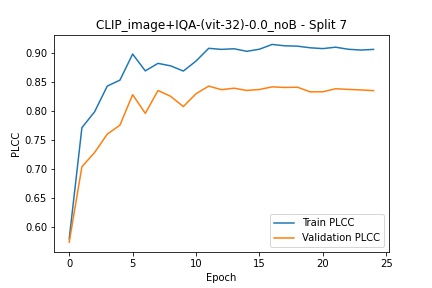 CLIP_image+IQA-(vit-32)-0.0_noB - Split 7
0.90
0.85
0.80
0.75
0.70
0.65
0.60
PLCC
Train PLCC
Validation PLCC
0 5 10 15 20 25
Epoch